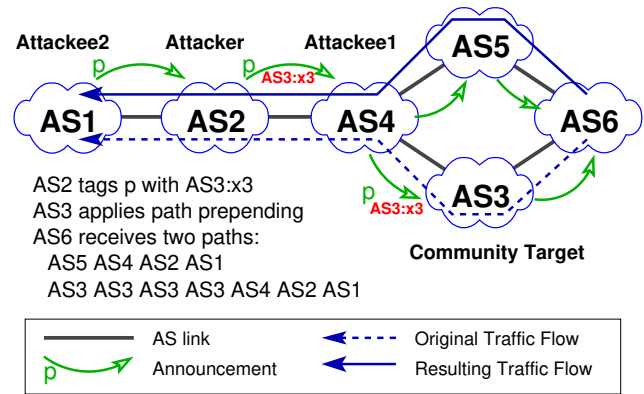 Attackee2 Attacker Attackee1
AS5
p p
AS3:x3
AS1 AS2 AS4 AS6
AS2 tags p with AS3:x3
p AS3:x3 AS3
AS3 applies path prepending
AS6 receives two paths:
Community Target
AS5 AS4 AS2 AS1
AS3 AS3 AS3 AS3 AS4 AS2 AS1
AS link Original Traffic Flow
p Announcement Resulting Traffic Flow